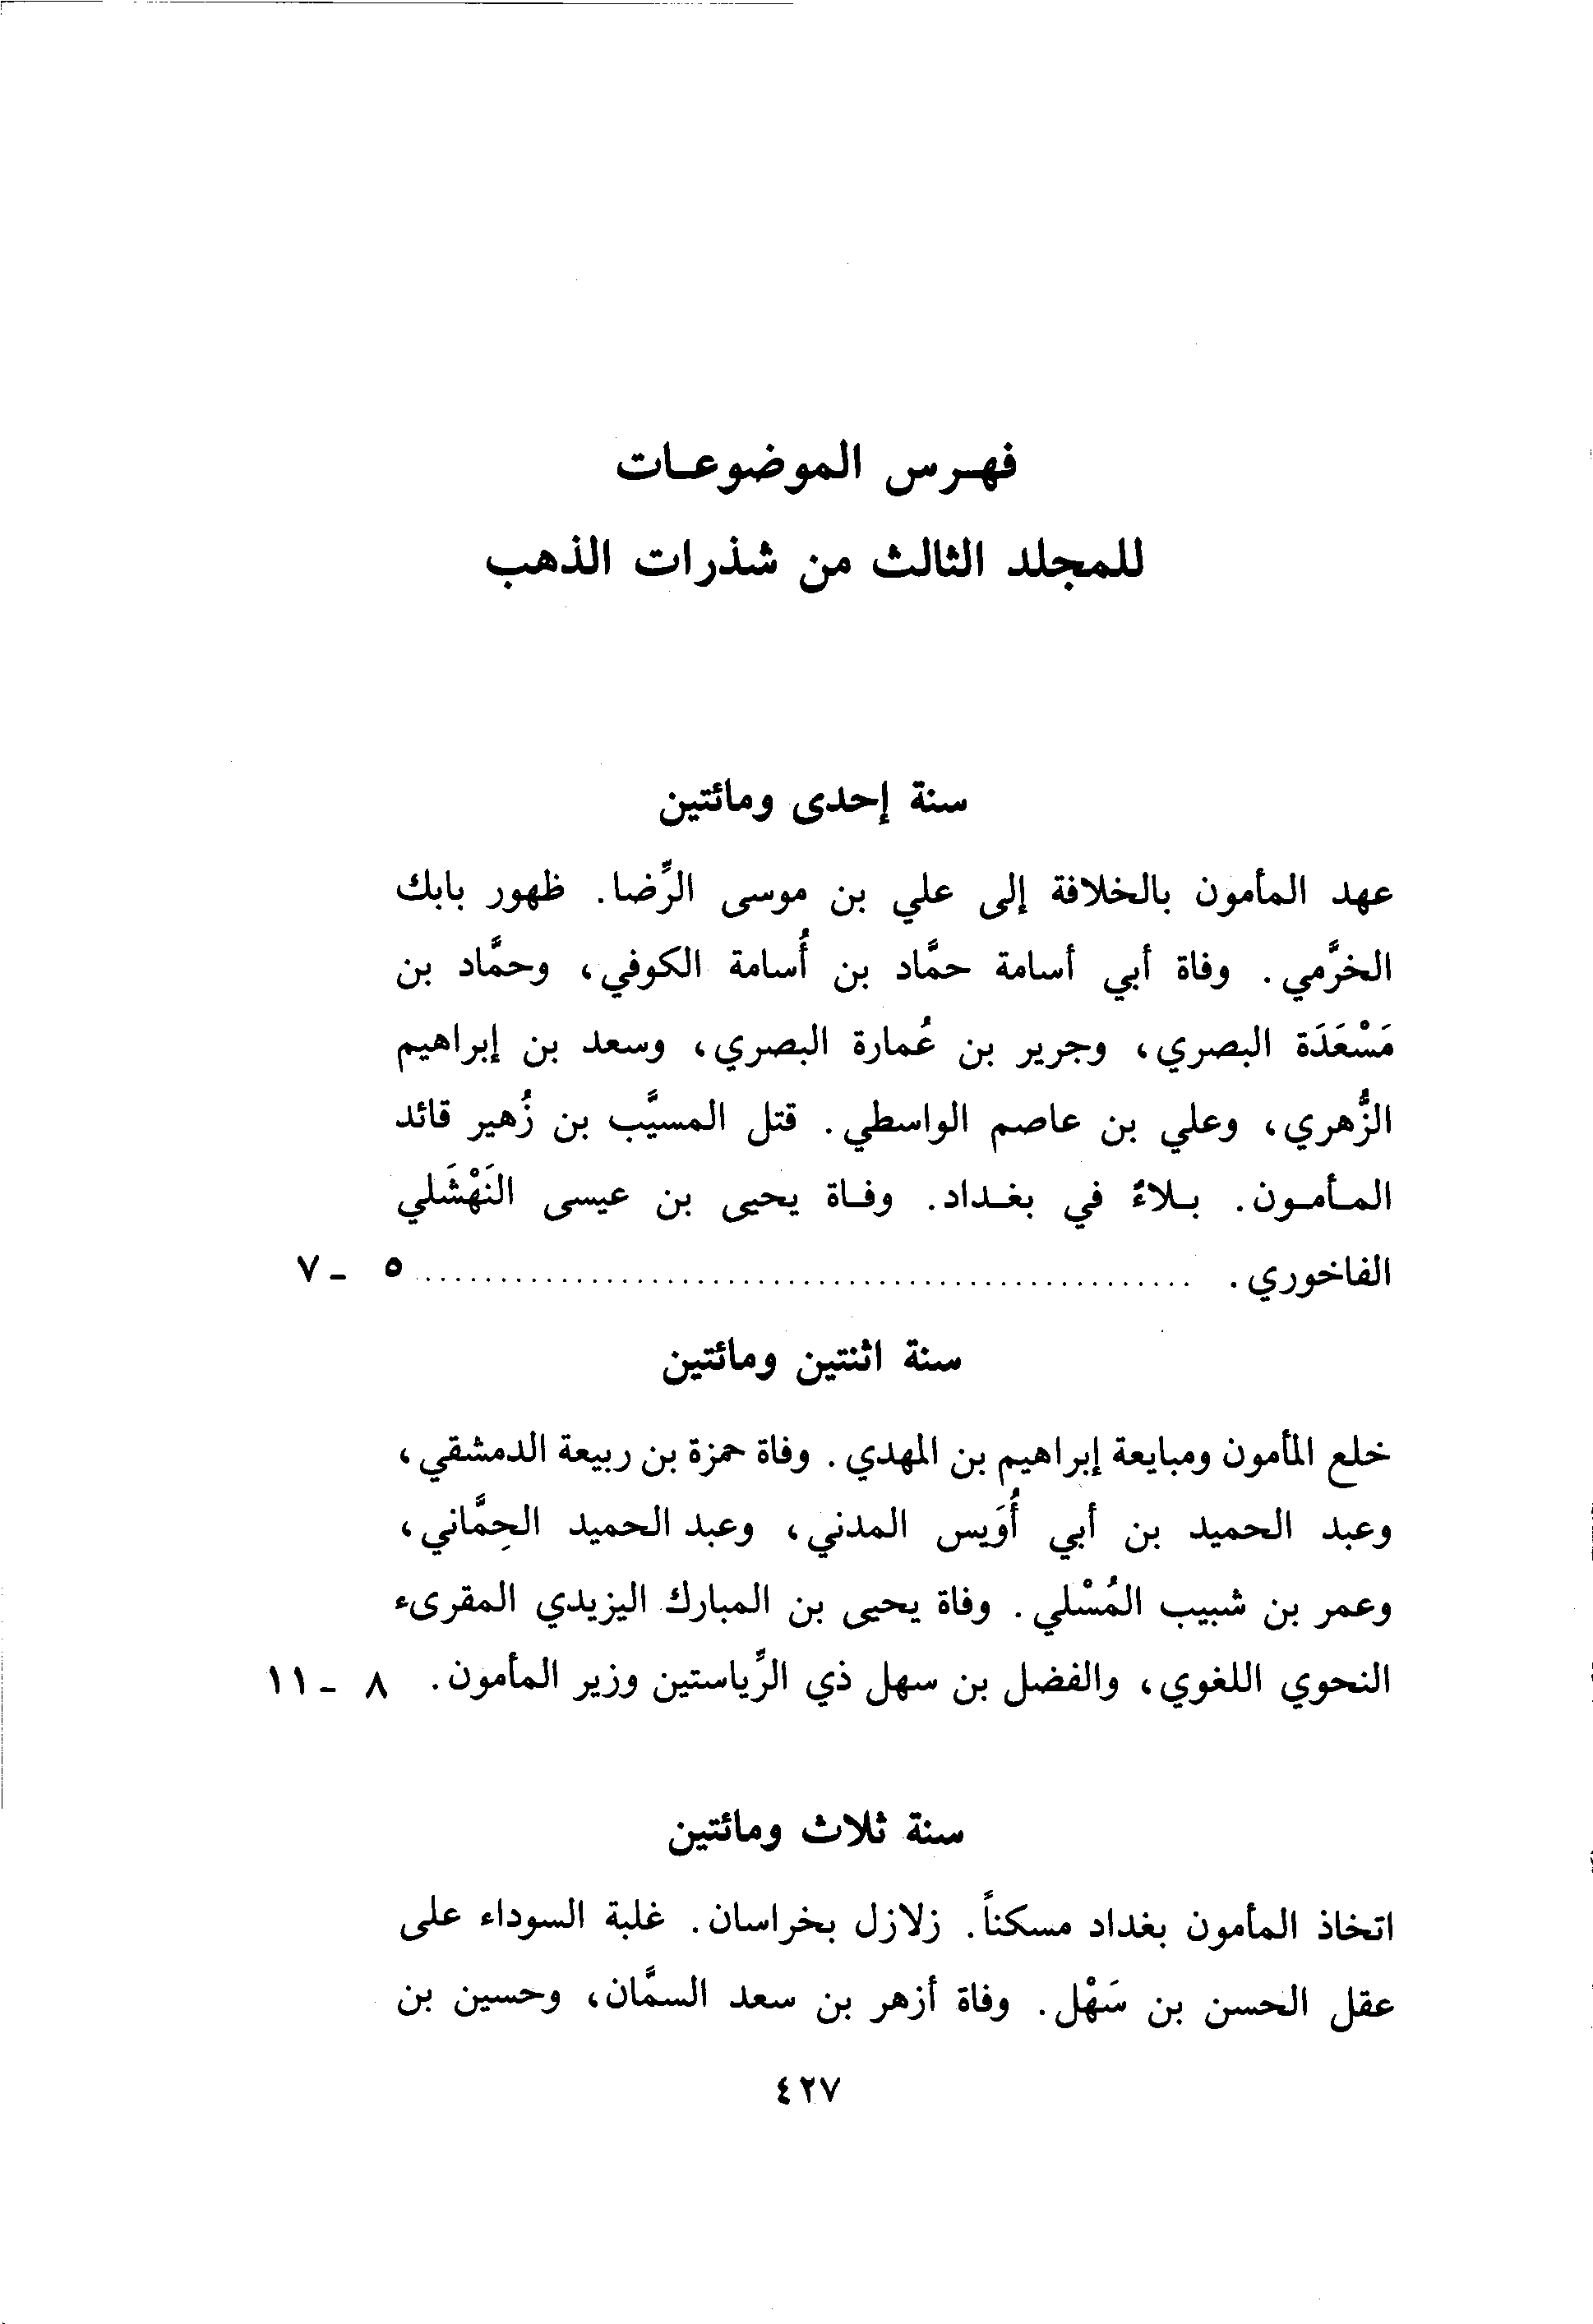 فهـرس الموضوعـات
للمجلد الثالث من شذرات الذهب
سنة إحدى ومائتين
عهد المأمون بالخلافة إلى علي بن موسى الرِّضا. ظهور بابك
الخرَّمي. وفاة أبي أسامة حمَّاد بن أُسامة الكوفي، وحمَّاد بن
مَسْعَدَة البصري، وجرير بن عُمارة البصري، وسعد بن إبراهيم
الزُّهري، وعلي بن عاصم الواسطي. قتل المسيَّب بن زُهير قائد
المـأمـون. بـلاءٌ في بغـداد. وفـاة يحيى بن عيسى النَهْشَلي
الفاخوري. .................................................... ٥ - ٧
سنة اثنتين ومائتين
خلع المأمون ومبايعة إبراهيم بن المهدي. وفاة حمزة بن ربيعة الدمشقي،
وعبد الحميد بن أبي أُوَيس المدني، وعبد الحميد الحِمَّاني،
وعمر بن شبيب المُسْلي. وفاة يحيى بن المبارك اليزيدي المقرىء
النحوي اللغوي، والفضل بن سهل ذي الرِّياستين وزير المأمون. ٨ - ١١
سنة ثلاث ومائتين
اتخاذ المأمون بغداد مسكناً. زلازل بخراسان. غلبة السوداء على
عقل الحسن بن سَهْل. وفاة أزهر بن سعد السمَّان، وحسين بن
٤٢٧